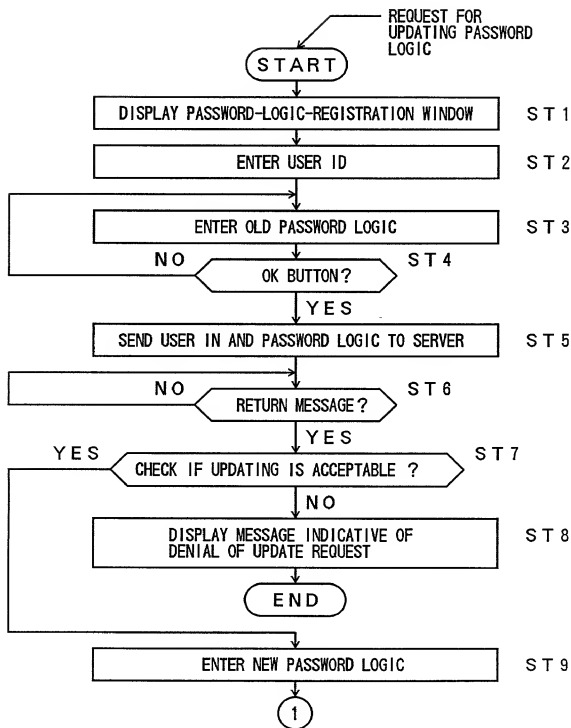 REQUEST FOR
UPDATING PASSWORD
LOGIC
START
DISPLAY PASSWORD-LOGIC-REGISTRATION WINDOW
ST1
ENTER USER ID
ST2
ENTER OLD PASSWORD LOGIC
ST3
NO
OK BUTTON?
ST4
YES
SEND USER IN AND PASSWORD LOGIC TO SERVER
ST5
NO
RETURN MESSAGE?
ST6
YES
YES
CHECK IF UPDATING IS ACCEPTABLE ?
ST7
NO
DISPLAY MESSAGE INDICATIVE OF
DENIAL OF UPDATE REQUEST
ST8
END
ENTER NEW PASSWORD LOGIC
ST9
1